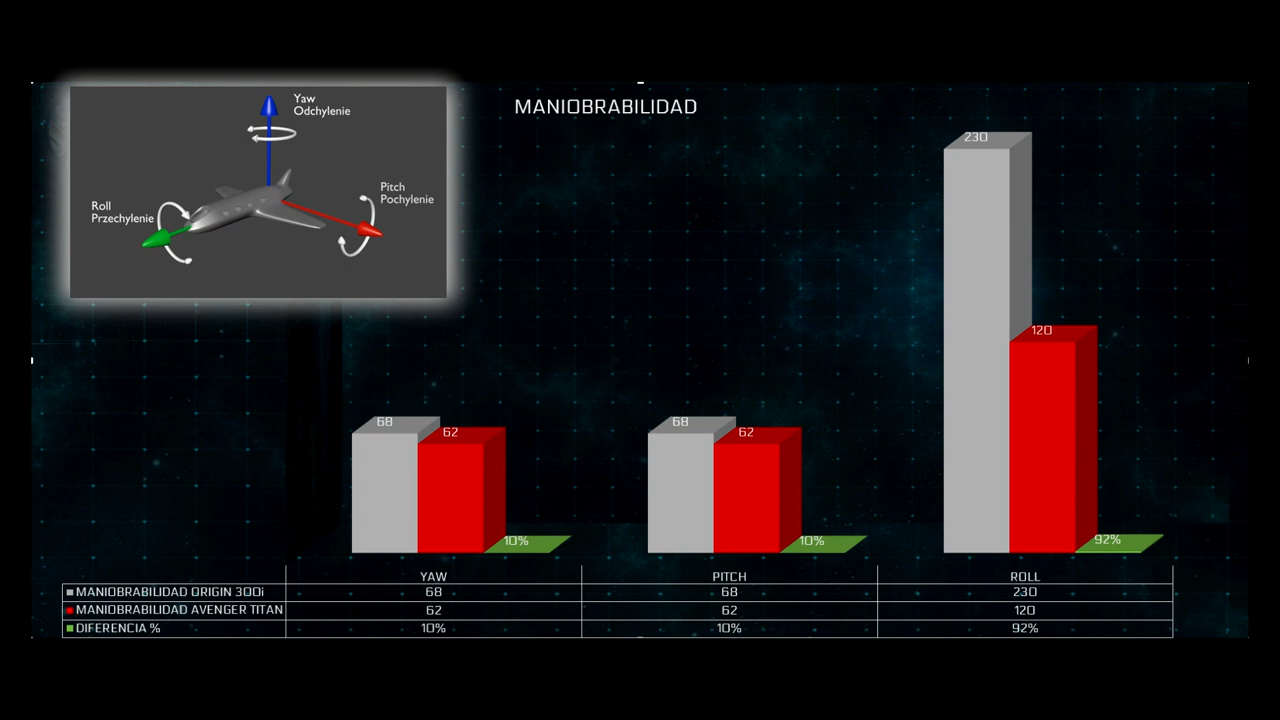 MANIOBRABILIDAD
Yaw
Odchylenie
Pitch
Pochylenie
Roll
Przechylenie
230
120
92%
68
62
10%
68
62
10%
YAW PITCH ROLL
MANIOBRABILIDAD ORIGIN 300i 68 68 230
MANIOBRABILIDAD AVENGER TITAN 62 62 120
DIFERENCIA % 10% 10% 92%